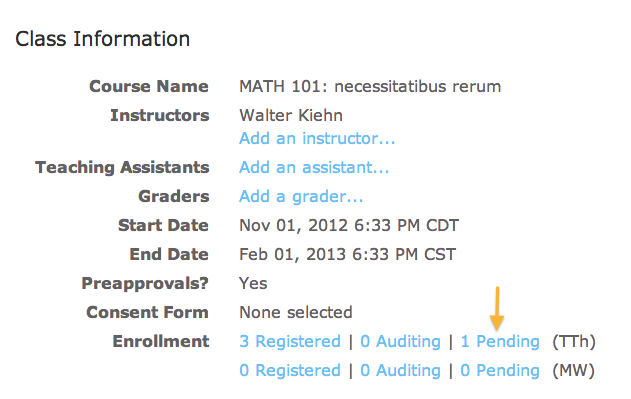 Class Information
Course Name MATH 101: necessitatibus rerum
Instructors Walter Kiehn
Add an instructor...
Teaching Assistants Add an assistant...
Graders Add a grader...
Start Date Nov 01, 2012 6:33 PM CDT
End Date Feb 01, 2013 6:33 PM CST
Preapprovals? Yes
Consent Form None selected
Enrollment 3 Registered | 0 Auditing | 1 Pending (TTh)
0 Registered | 0 Auditing | 0 Pending (MW)